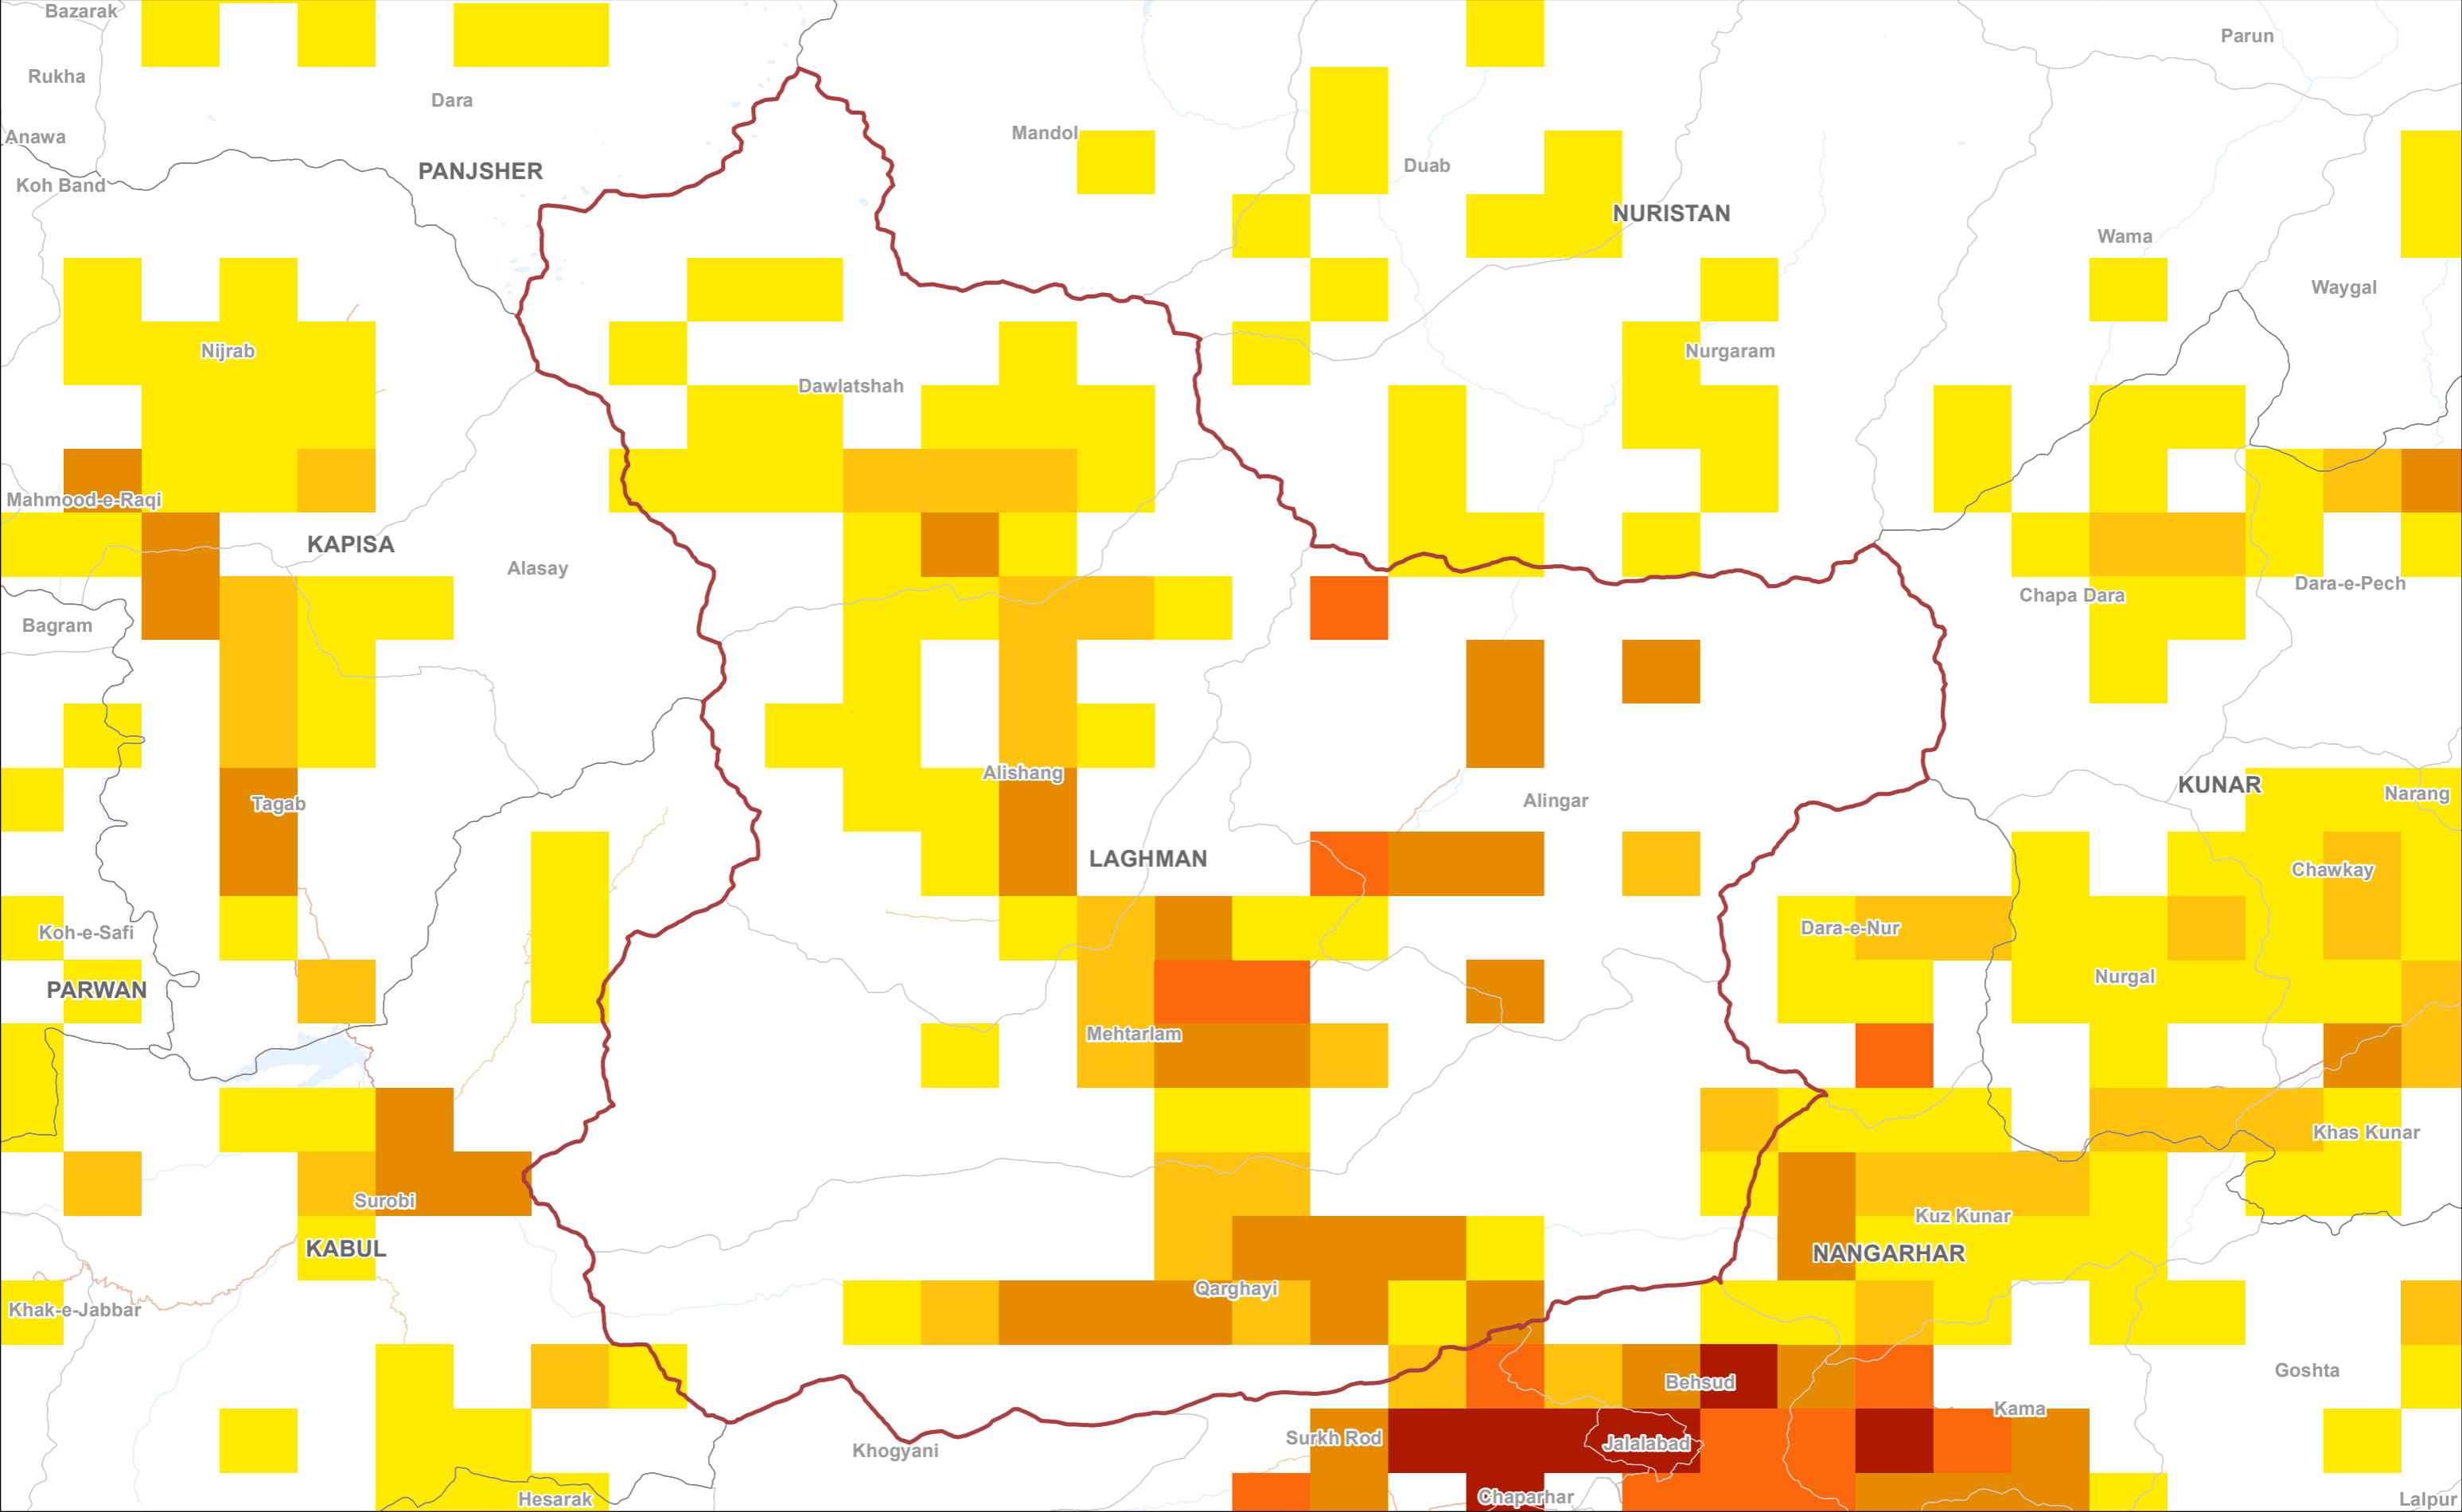 Bazarak
Parun
Rukha
Dara
Mandol
Anawa
Duab
PANJSHER
Koh Band
NURISTAN
Wama
Waygal
Nijrab
Nurgaram
Dawlatshah
Mahmood-e-Raqi
KAPISA
Alasay
Dara-e-Pech
Chapa Dara
Bagram
Alishang
KUNAR
Narang
Tagab
Alingar
LAGHMAN
Chawkay
Dara-e-Nur
Koh-e-Safi
Nurgal
PARWAN
Mehtarlam
Khas Kunar
Surobi
Kuz Kunar
KABUL
NANGARHAR
Qarghayi
Khak-e-Jabbar
Goshta
Behsud
Kama
Surkh Rod
Jalalabad
Khogyani
Chaparhar
Hesarak
Lalpur